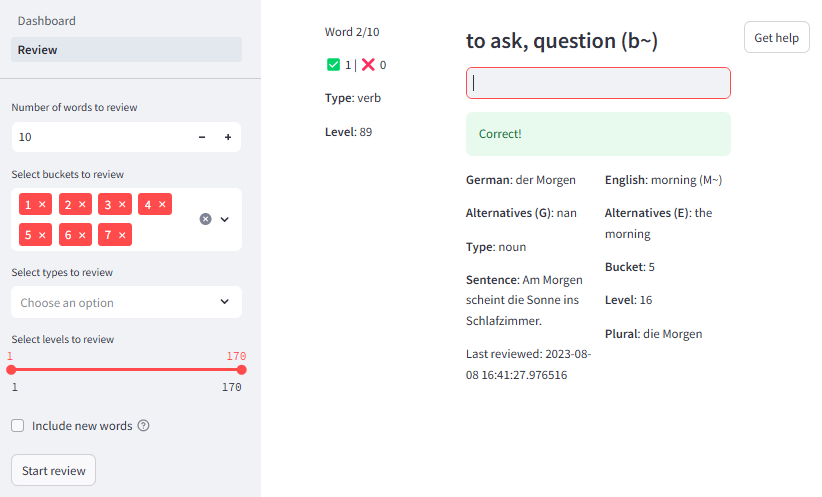 Dashboard
Review
Number of words to review
10
− +
Select buckets to review
1 × 2 × 3 × 4 ×
5 × 6 × 7 ×
Select types to review
Choose an option
Select levels to review
1 170
1 170
Include new words
Start review
Word 2/10
✅ 1 | ❌ 0
Type: verb
Level: 89
to ask, question (b~)
Correct!
German: der Morgen
Alternatives (G): nan
Type: noun
Sentence: Am Morgen
scheint die Sonne ins
Schlafzimmer.
Last reviewed: 2023-08-
08 16:41:27.976516
English: morning (M~)
Alternatives (E): the
morning
Bucket: 5
Level: 16
Plural: die Morgen
Get help